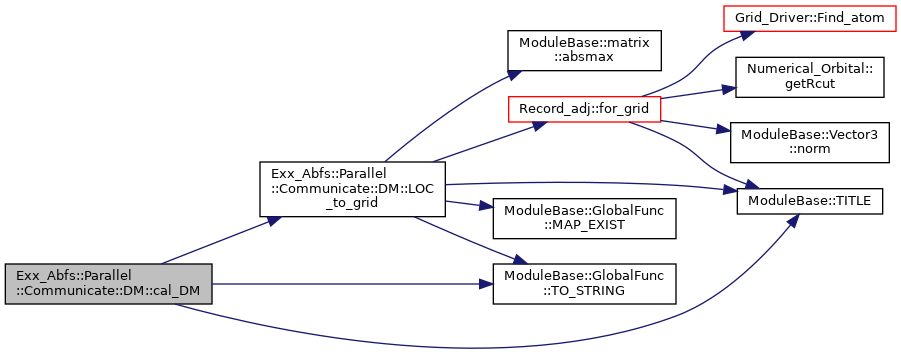 Exx_Abfs::Parallel
::Communicate::DM::cal_DM
Exx_Abfs::Parallel
::Communicate::DM::LOC
_to_grid
ModuleBase::matrix
::absmax
Record_adj::for_grid
ModuleBase::GlobalFunc
::MAP_EXIST
ModuleBase::GlobalFunc
::TO_STRING
Grid_Driver::Find_atom
Numerical_Orbital::
getRcut
ModuleBase::Vector3
::norm
ModuleBase::TITLE